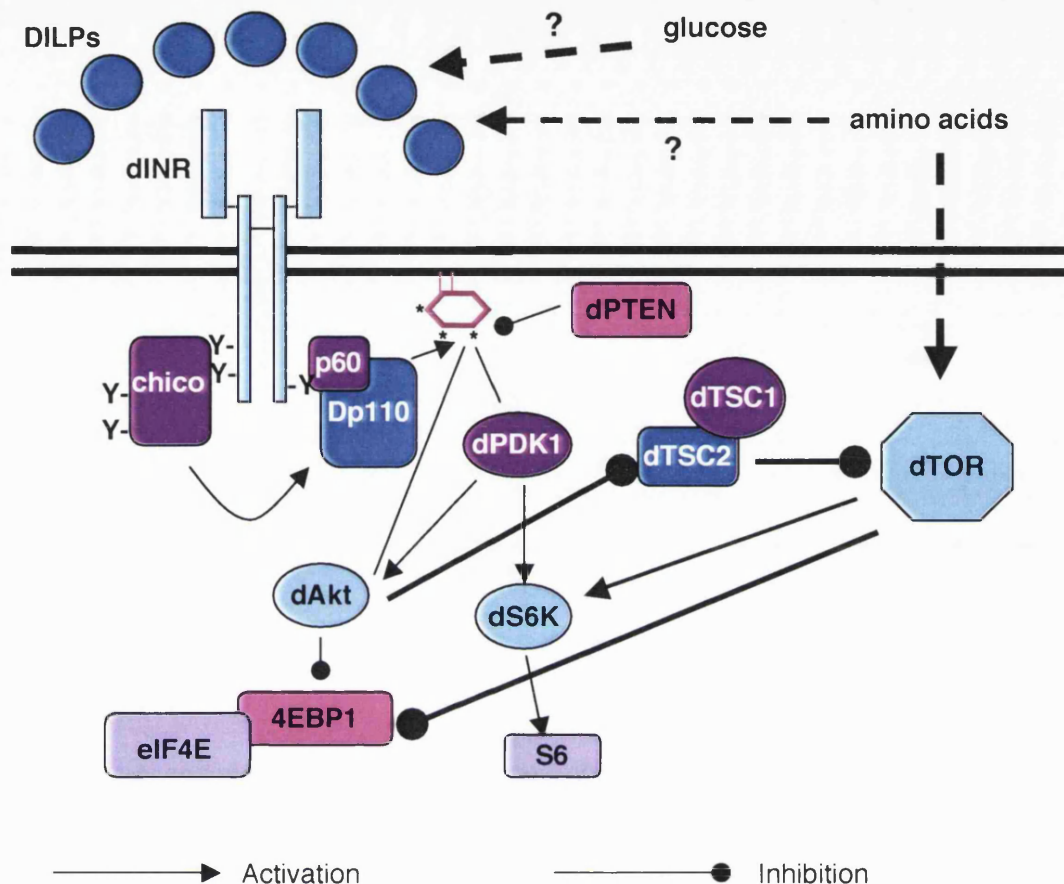 DILPs
?
glucose
amino acids
?
dINR
dPTEN
*
* *
Y-
Y-
chico
Y-
Y-
p60
-Y
Dp110
dPDK1
dTSC1
dTSC2
dTOR
dAkt
dS6K
4EBP1
eIF4E
S6
Activation
Inhibition